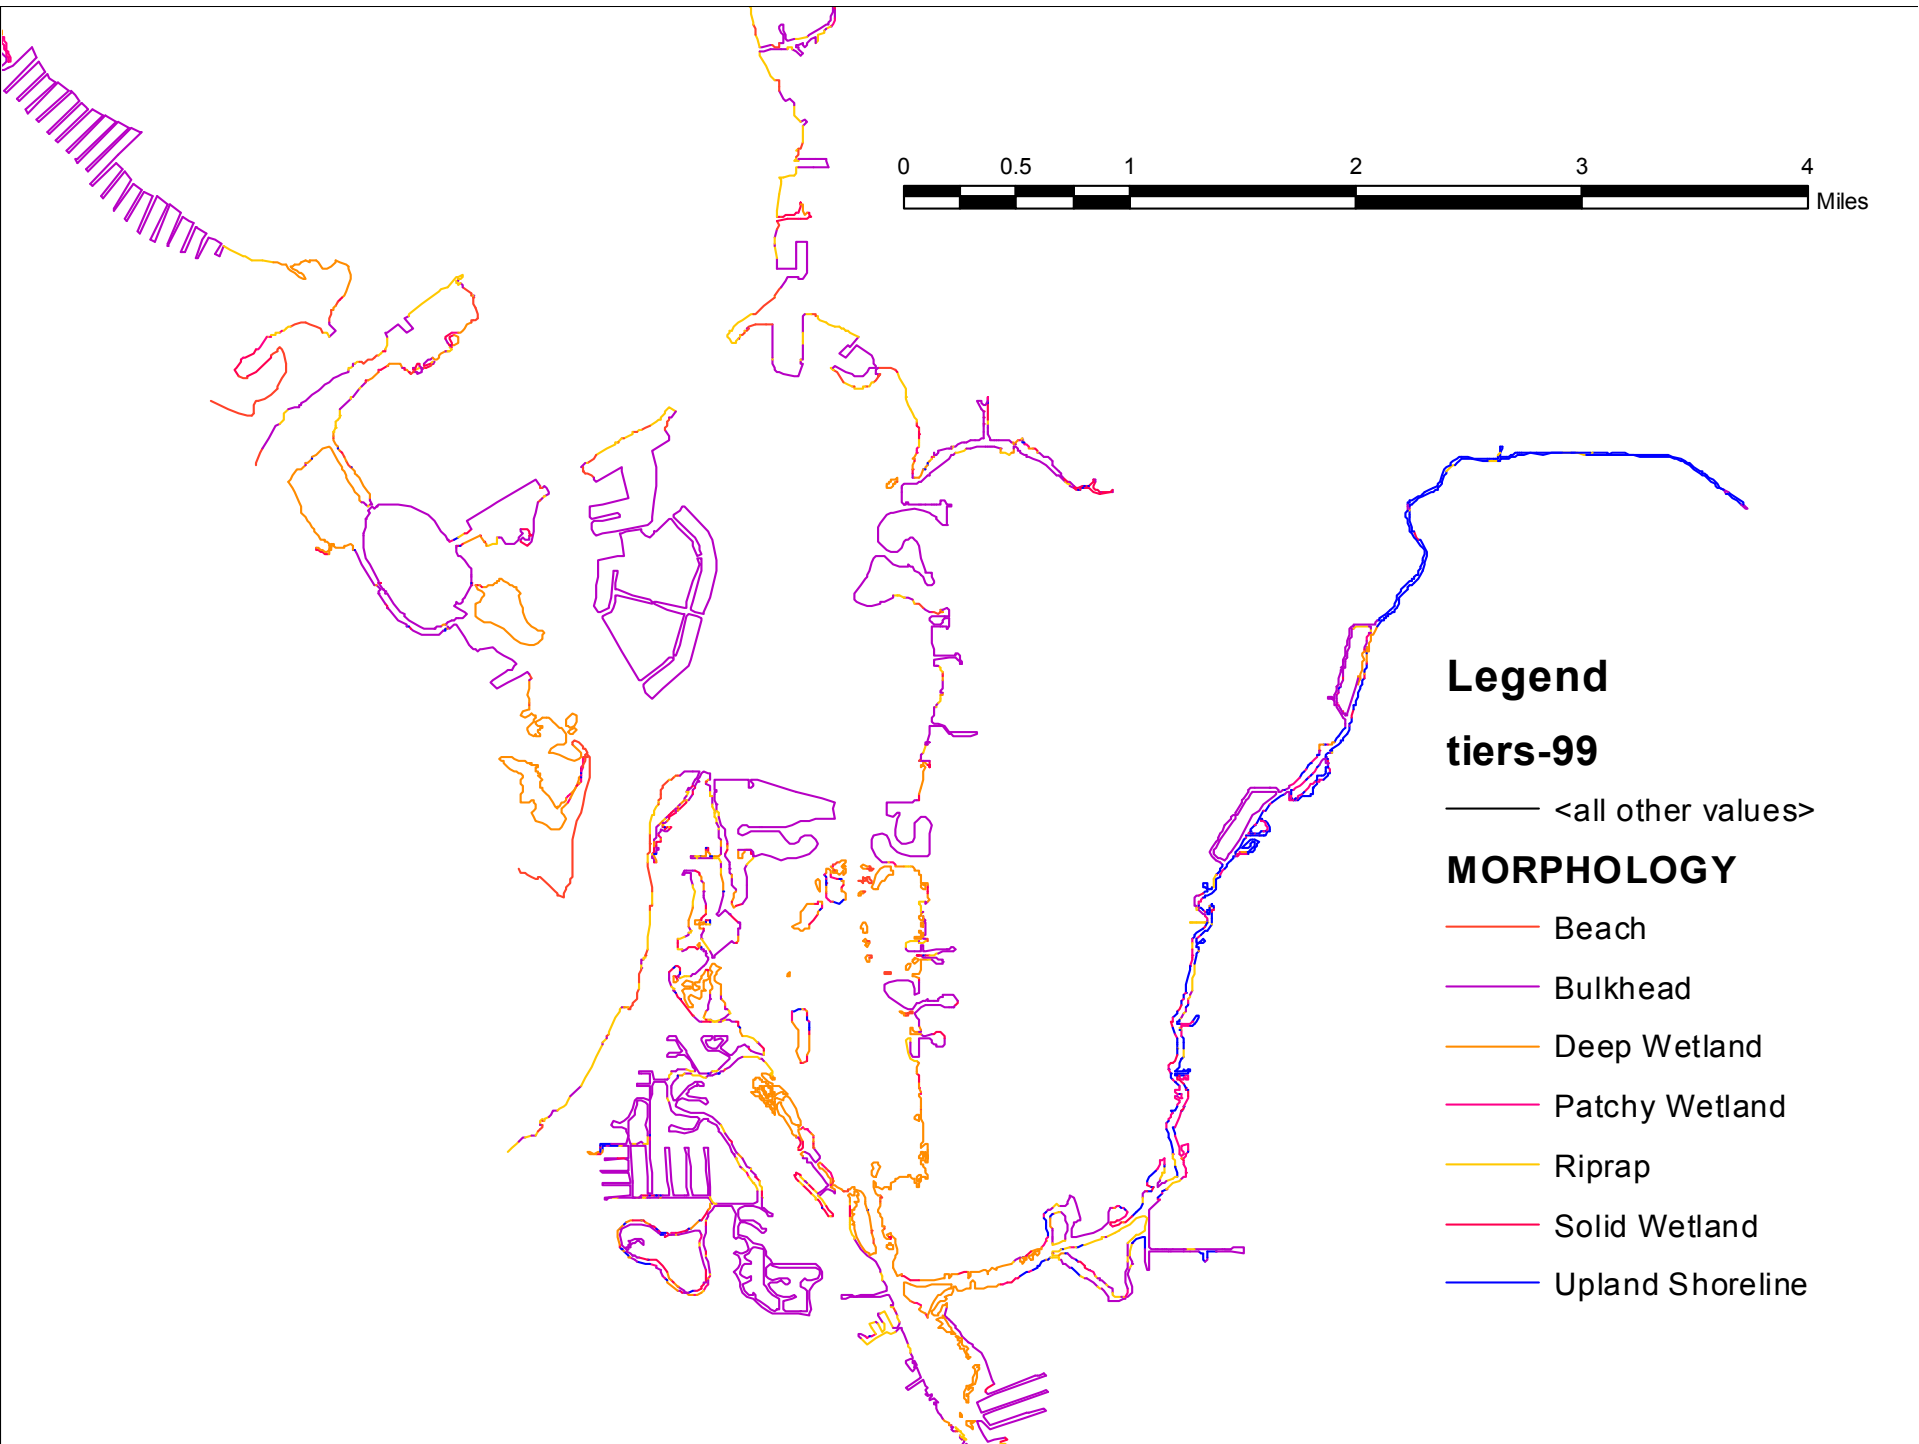 0 0.5 1 2 3 4
Miles
Legend
tiers-99
<all other values>
MORPHOLOGY
Beach
Bulkhead
Deep Wetland
Patchy Wetland
Riprap
Solid Wetland
Upland Shoreline